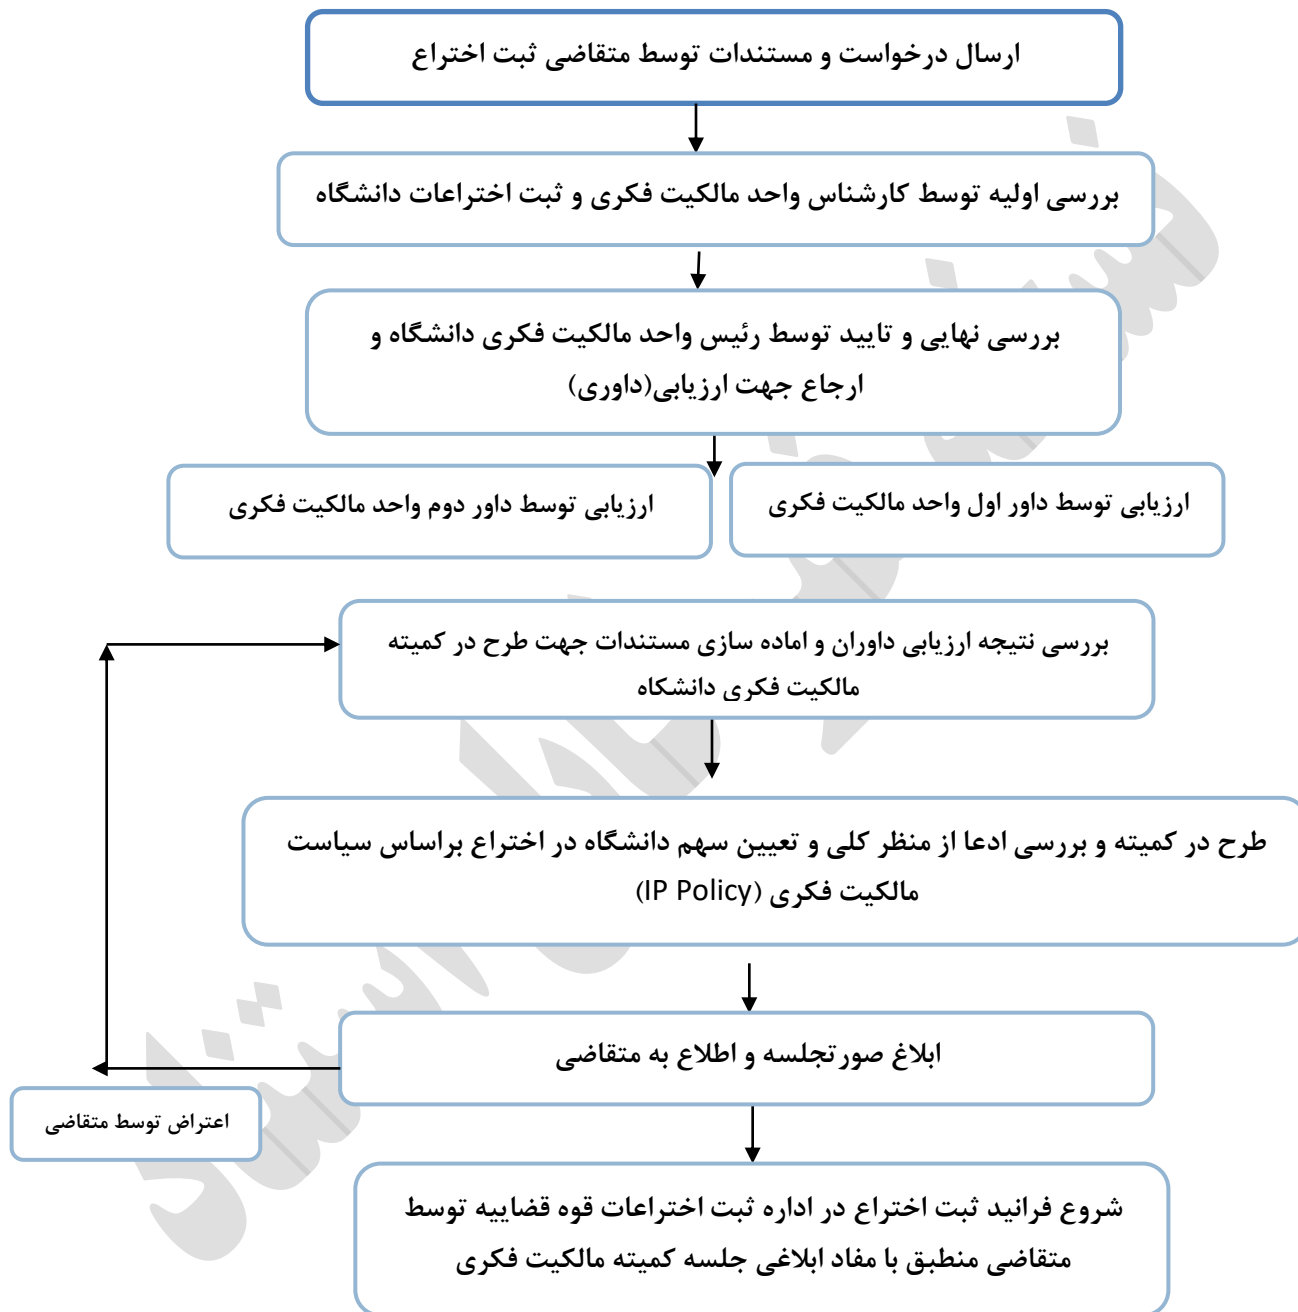 ارسال درخواست و مستندات توسط متقاضی ثبت اختراع
بررسی اولیه توسط کارشناس واحد مالکیت فکری و ثبت اختراعات دانشگاه
بررسی نهایی و تایید توسط رئیس واحد مالکیت فکری دانشگاه و
ارجاع جهت ارزیابی(داوری)
ارزیابی توسط داور اول واحد مالکیت فکری
ارزیابی توسط داور دوم واحد مالکیت فکری
بررسی نتیجه ارزیابی داوران و اماده سازی مستندات جهت طرح در کمیته
مالکیت فکری دانشکاه
طرح در کمیته و بررسی ادعا از منظر کلی و تعیین سهم دانشگاه در اختراع براساس سیاست
مالکیت فکری (IP Policy)
ابلاغ صورتجلسه و اطلاع به متقاضی
اعتراض توسط متقاضی
شروع فرانید ثبت اختراع در اداره ثبت اختراعات قوه قضاییه توسط
متقاضی منطبق با مفاد ابلاغی جلسه کمیته مالکیت فکری